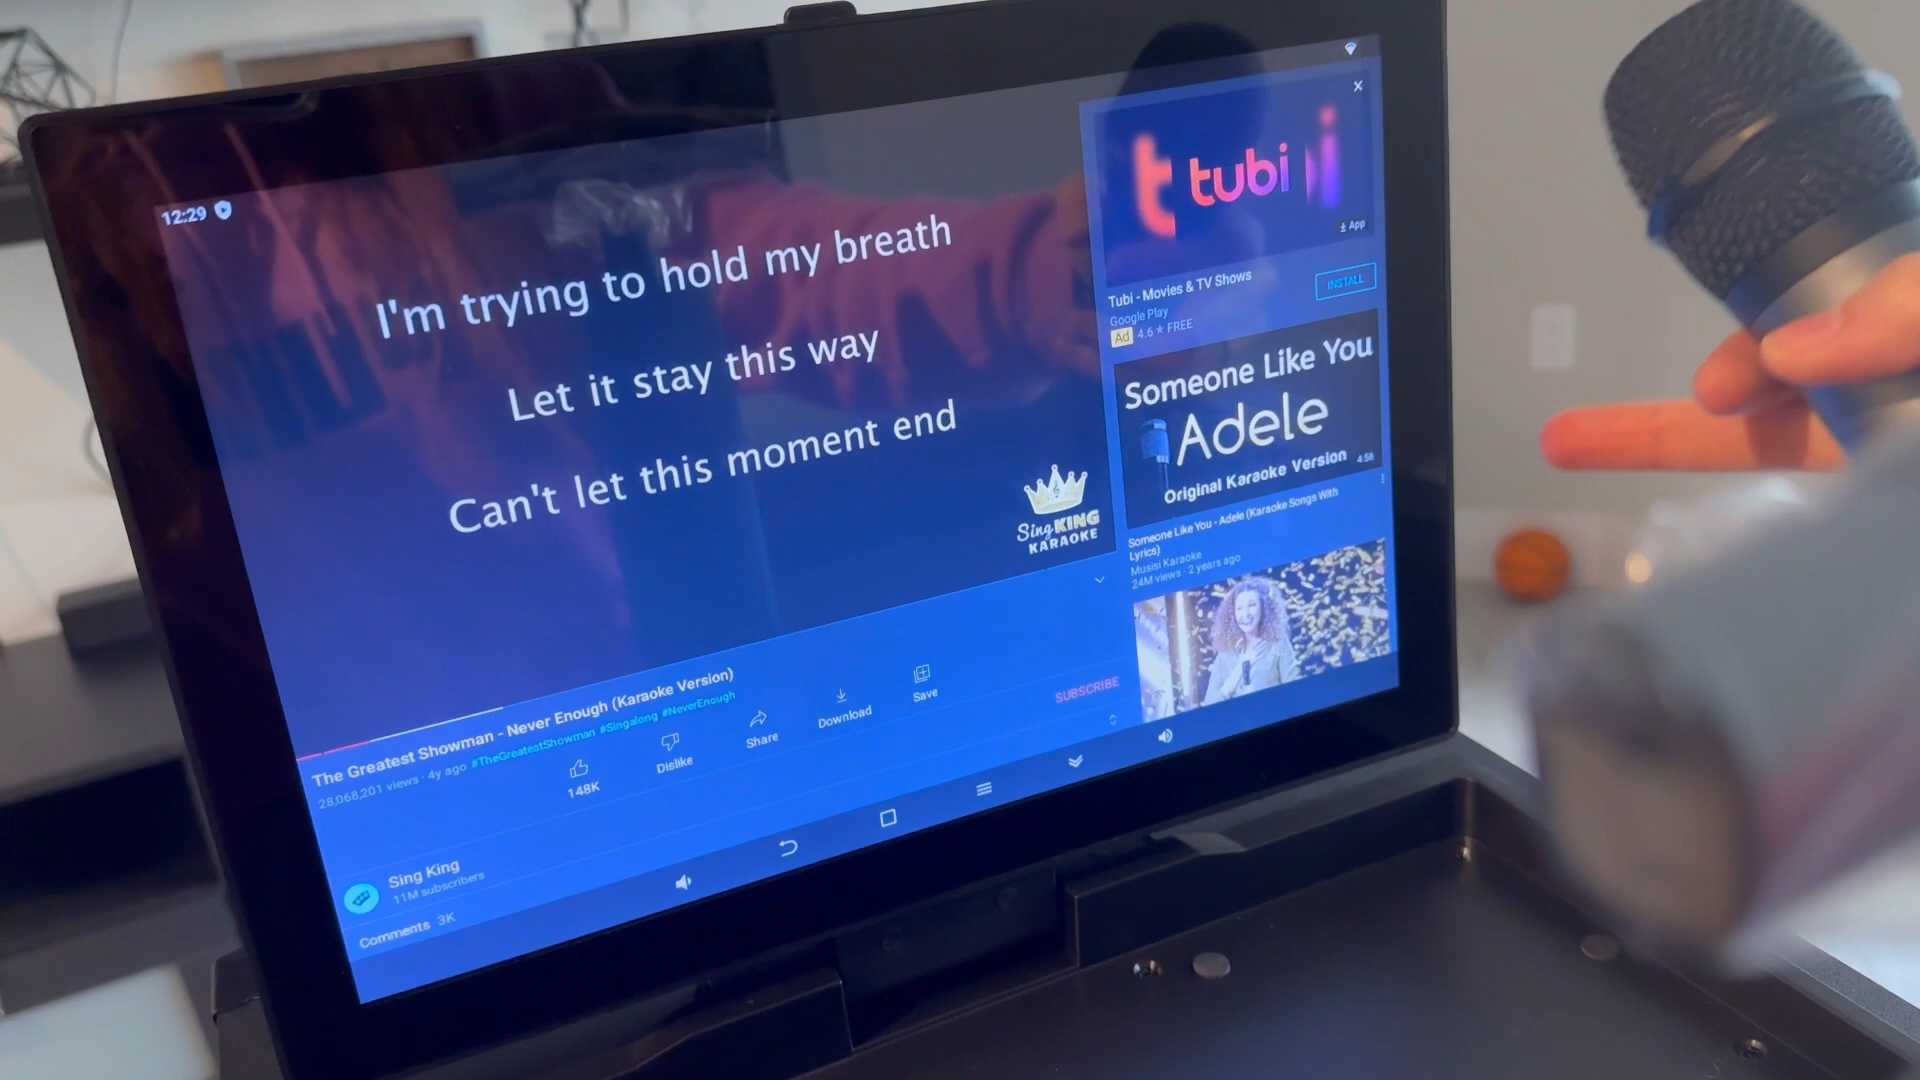 12:29
I'm trying to hold my breath
Let it stay this way
Can't let this moment end
Sing KING
KARAOKE
The Greatest Showman - Never Enough (Karaoke Version)
28,068,201 views · 4y ago #TheGreatestShowman #Singalong #NeverEnough
148K
Dislike
Share
Download
Save
Sing King
11M subscribers
SUBSCRIBE
Comments 3K
t tubi i
App
Tubi - Movies & TV Shows
Google Play
Ad 4.6 ★ FREE
INSTALL
Someone Like You
Adele
Original Karaoke Version
4:56
Someone Like You - Adele (Karaoke Songs With
Lyrics)
Musisi Karaoke
24M views · 2 years ago